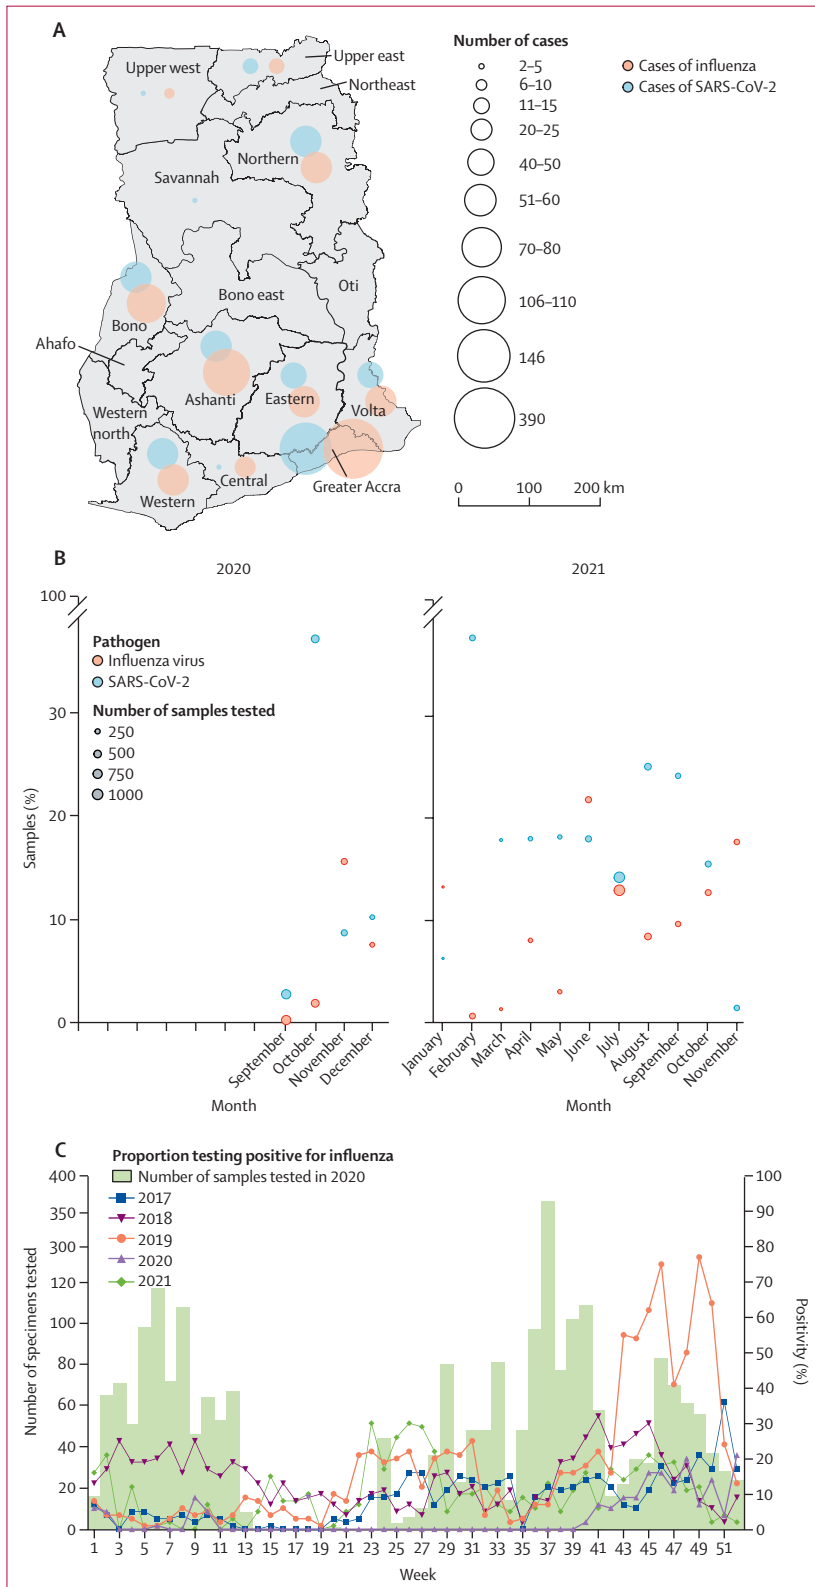 A
Upper west
Upper east
Northeast
Northern
Savannah
Bono east
Oti
Bono
Ahafo
Ashanti
Eastern
Volta
Western
north
Central
Western
Greater Accra
Number of cases
2–5
6–10
11–15
20–25
40–50
51–60
70–80
106–110
146
390
Cases of influenza
Cases of SARS-CoV-2
0 100 200 km
B
2020 2021
100
30
20
10
0
Samples (%)
Pathogen
Influenza virus
SARS-CoV-2
Number of samples tested
250
500
750
1000
September
October
November
December
Month
January
February
March
April
May
June
July
August
September
October
November
Month
C
Proportion testing positive for influenza
Number of samples tested in 2020
2017
2018
2019
2020
2021
400
350
300
120
100
80
60
40
20
0
Number of specimens tested
100
90
80
70
60
50
40
30
20
10
0
Positivity (%)
1 3 5 7 9 11 13 15 17 19 21 23 25 27 29 31 33 35 37 39 41 43 45 47 49 51
Week